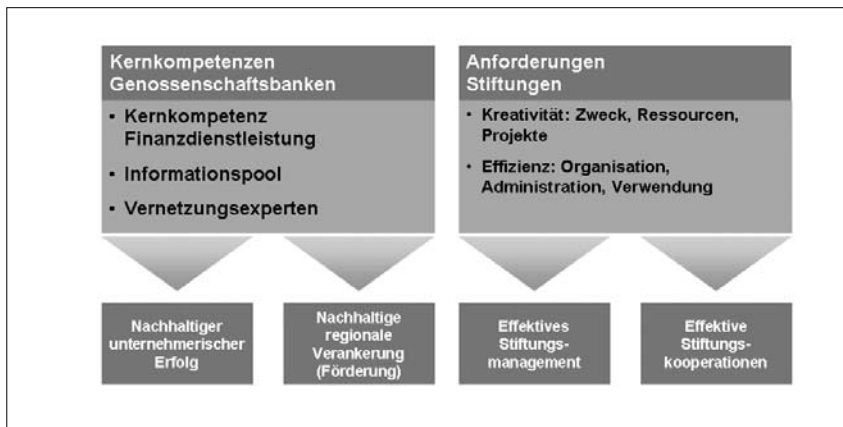 Kernkompetenzen
Genossenschaftsbanken
• Kernkompetenz
Finanzdienstleistung
• Informationspool
• Vernetzungsexperten
Anforderungen
Stiftungen
• Kreativität: Zweck, Ressourcen,
Projekte
• Effizienz: Organisation,
Administration, Verwendung
Nachhaltiger
unternehmerischer
Erfolg
Nachhaltige
regionale
Verankerung
(Förderung)
Effektives
Stiftungs-
management
Effektive
Stiftungs-
kooperationen